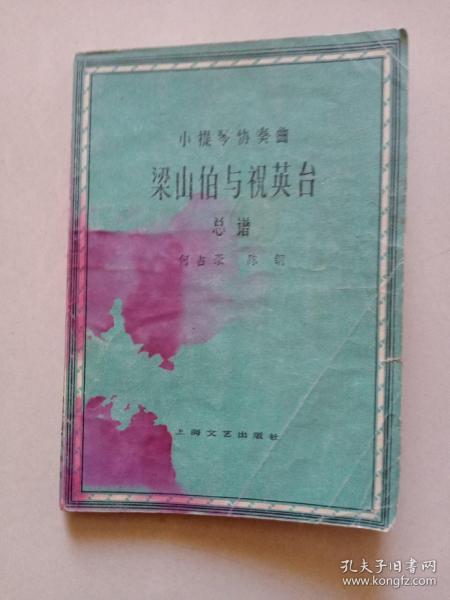 小提琴协奏曲
梁山伯与祝英台
总谱
何占豪 陈钢
上海文艺出版社
孔夫子旧书网
www.kongfz.com